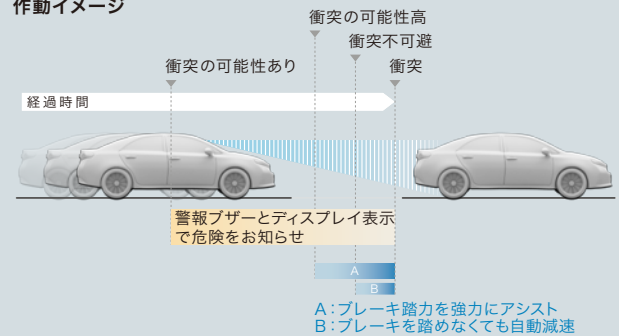 作動イメージ
衝突の可能性高
衝突不可避
衝突の可能性あり
衝突
経過時間
警報ブザーとディスプレイ表示
で危険をお知らせ
A
B
A:ブレーキ踏力を強力にアシスト
B:ブレーキを踏めなくても自動減速